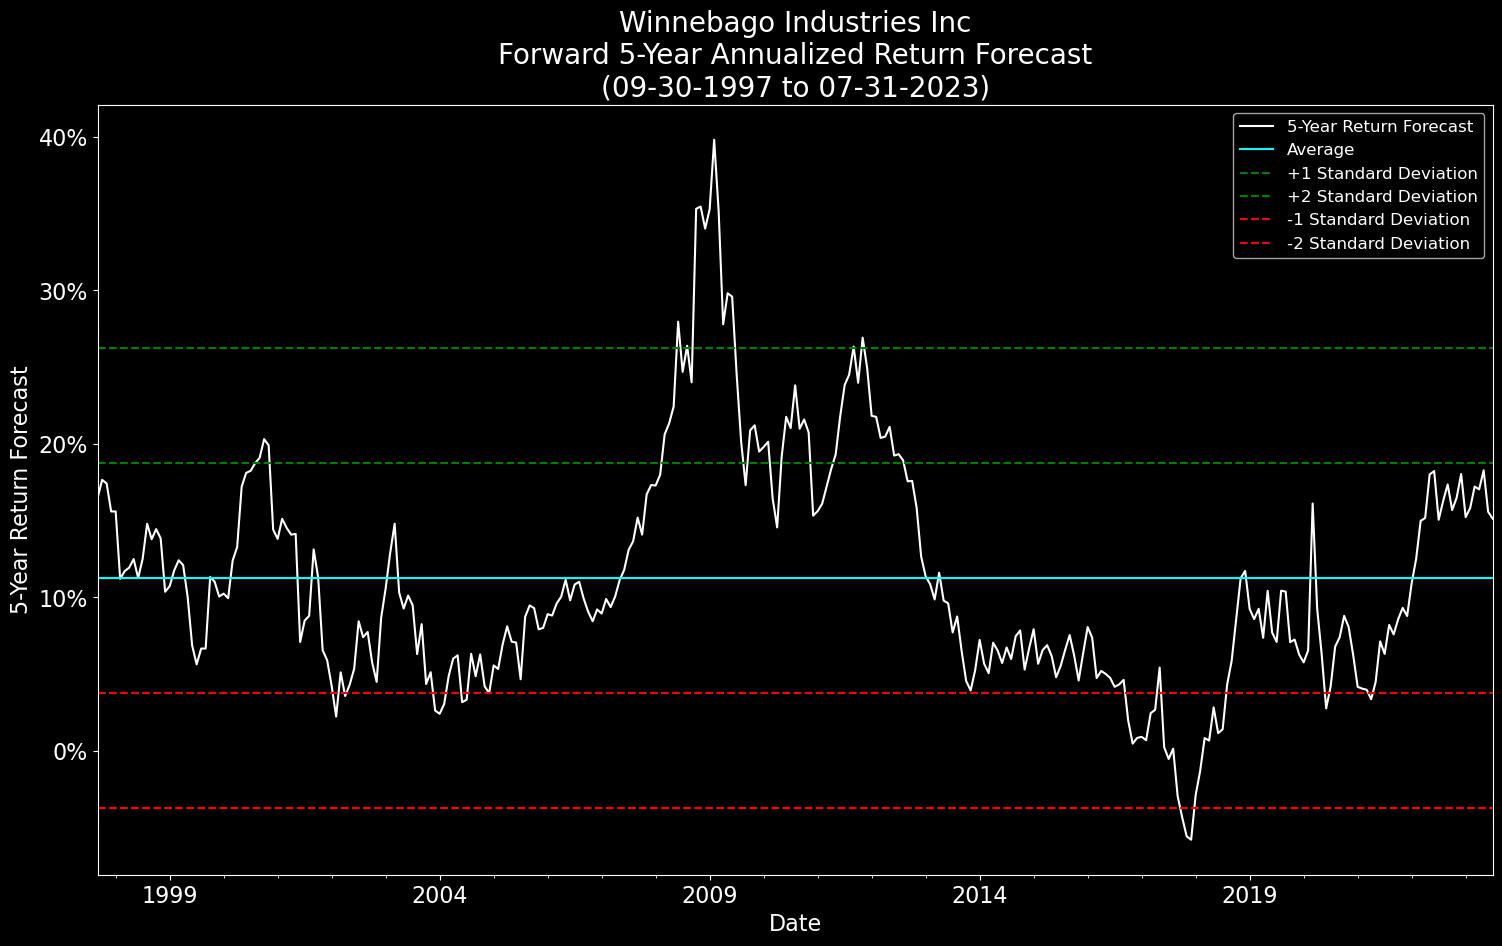 Winnebago Industries Inc
Forward 5-Year Annualized Return Forecast
(09-30-1997 to 07-31-2023)
5-Year Return Forecast
Average
+1 Standard Deviation
+2 Standard Deviation
-1 Standard Deviation
-2 Standard Deviation
40%
30%
20%
10%
0%
5-Year Return Forecast
1999 2004 2009 2014 2019
Date